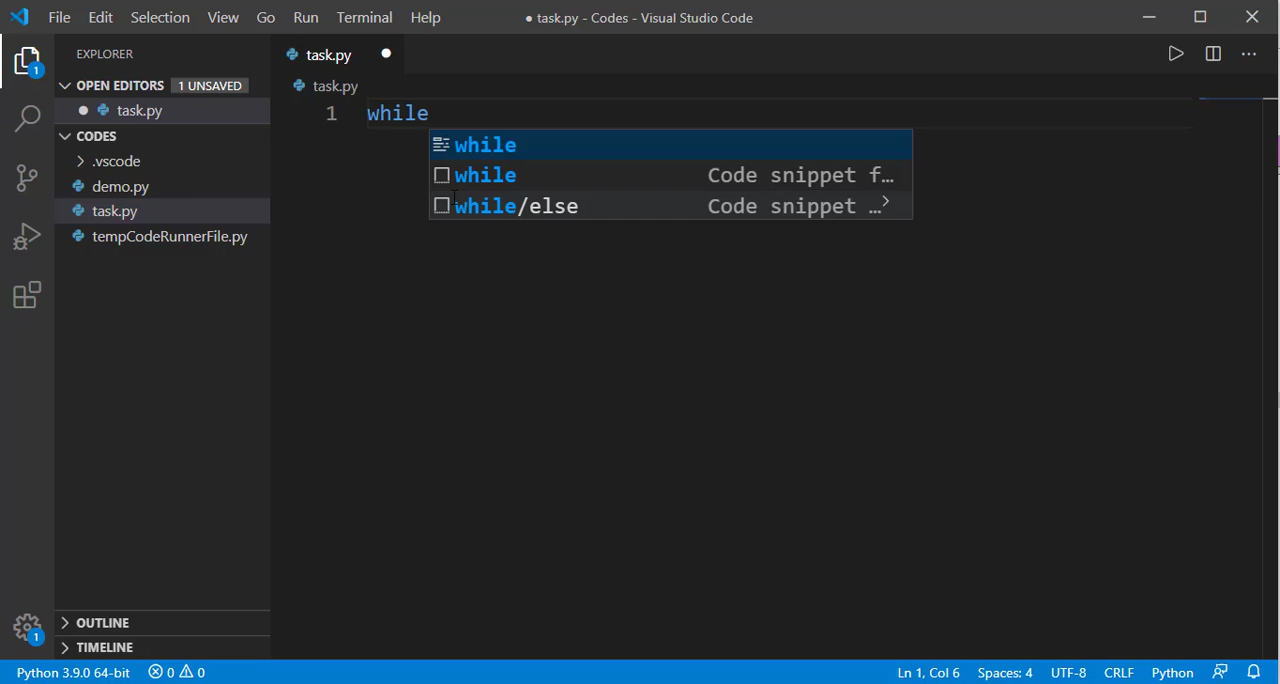 File Edit Selection View Go Run Terminal Help ● task.py - Codes - Visual Studio Code
EXPLORER
task.py
1
OPEN EDITORS 1 UNSAVED
task.py
task.py
CODES
.vscode
demo.py
task.py
tempCodeRunnerFile.py
1 while
while
while Code snippet f…
while/else Code snippet …
OUTLINE
1
TIMELINE
Python 3.9.0 64-bit 0 0 Ln 1, Col 6 Spaces: 4 UTF-8 CRLF Python